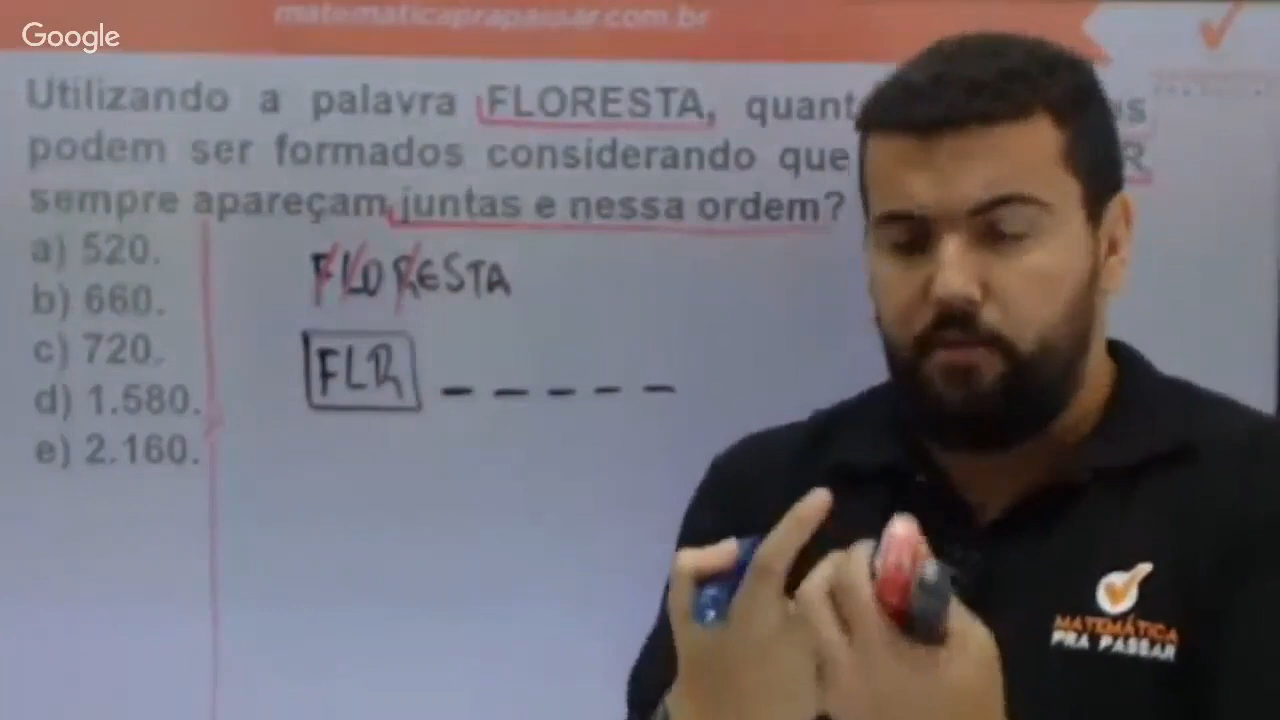 matematicaprapassar.com.br
Google
Utilizando a palavra FLORESTA, quant s
podem ser formados considerando que R
sempre apareçam juntas e nessa ordem?
a) 520.
b) 660.
c) 720.
d) 1.580.
e) 2.160.
FLORESTA
FLR _ _ _ _ _
MATEMÁTICA
PRA PASSAR